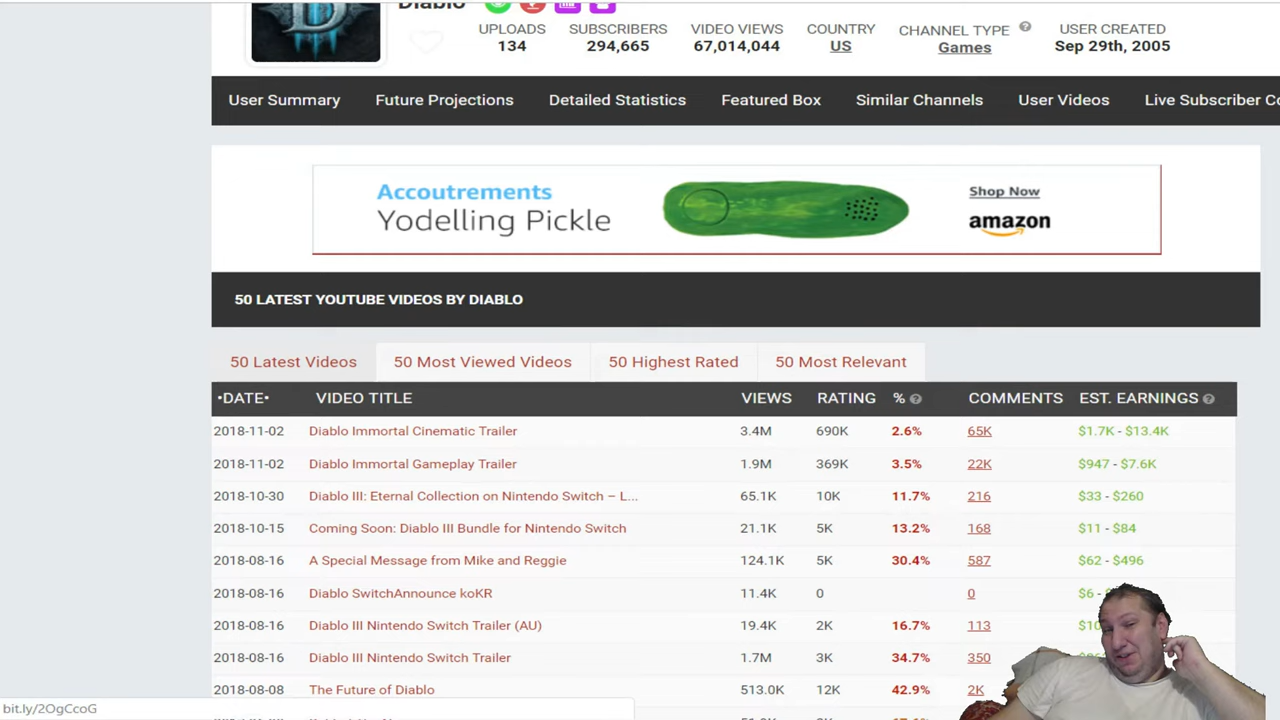 Diablo
UPLOADS
134
SUBSCRIBERS
294,665
VIDEO VIEWS
67,014,044
COUNTRY
US
CHANNEL TYPE
Games
USER CREATED
Sep 29th, 2005
User Summary Future Projections Detailed Statistics Featured Box Similar Channels User Videos Live Subscriber Co
Accoutrements
Yodelling Pickle
Shop Now
amazon
50 LATEST YOUTUBE VIDEOS BY DIABLO
50 Latest Videos 50 Most Viewed Videos 50 Highest Rated 50 Most Relevant
•DATE• VIDEO TITLE VIEWS RATING % COMMENTS EST. EARNINGS
2018-11-02 Diablo Immortal Cinematic Trailer 3.4M 690K 2.6% 65K $1.7K - $13.4K
2018-11-02 Diablo Immortal Gameplay Trailer 1.9M 369K 3.5% 22K $947 - $7.6K
2018-10-30 Diablo III: Eternal Collection on Nintendo Switch – L... 65.1K 10K 11.7% 216 $33 - $260
2018-10-15 Coming Soon: Diablo III Bundle for Nintendo Switch 21.1K 5K 13.2% 168 $11 - $84
2018-08-16 A Special Message from Mike and Reggie 124.1K 5K 30.4% 587 $62 - $496
2018-08-16 Diablo SwitchAnnounce koKR 11.4K 0 0 $6 -
2018-08-16 Diablo III Nintendo Switch Trailer (AU) 19.4K 2K 16.7% 113
2018-08-16 Diablo III Nintendo Switch Trailer 1.7M 3K 34.7% 350
2018-08-08 The Future of Diablo 513.0K 12K 42.9% 2K
bit.ly/2OgCcoG